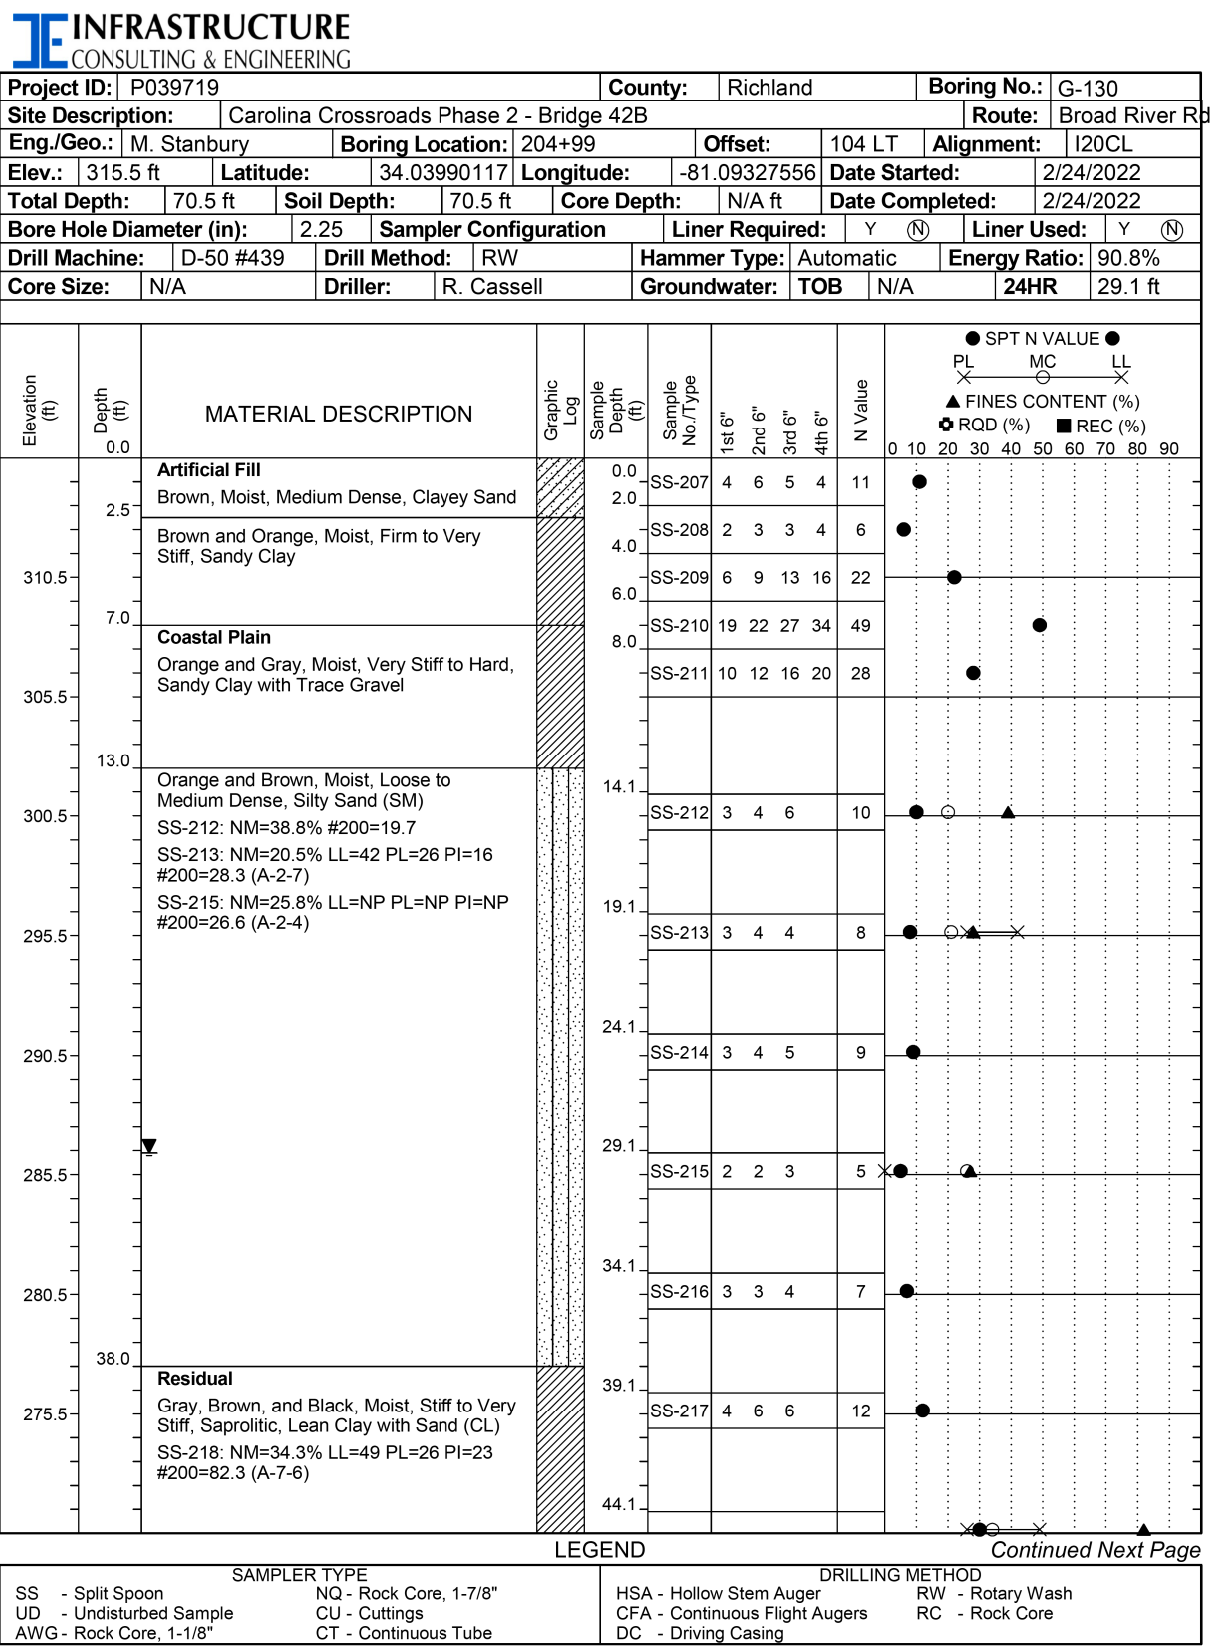 INFRASTRUCTURE
CONSULTING & ENGINEERING
Project ID: P039719 County: Richland Boring No.: G-130
Site Description: Carolina Crossroads Phase 2 - Bridge 42B Route: Broad River Rd
Eng./Geo.: M. Stanbury Boring Location: 204+99 Offset: 104 LT Alignment: I20CL
Elev.: 315.5 ft Latitude: 34.03990117 Longitude: -81.09327556 Date Started: 2/24/2022
Total Depth: 70.5 ft Soil Depth: 70.5 ft Core Depth: N/A ft Date Completed: 2/24/2022
Bore Hole Diameter (in): 2.25 Sampler Configuration Liner Required: Y N Liner Used: Y N
Drill Machine: D-50 #439 Drill Method: RW Hammer Type: Automatic Energy Ratio: 90.8%
Core Size: N/A Driller: R. Cassell Groundwater: TOB N/A 24HR 29.1 ft
Elevation (ft)
Depth (ft)
0.0
MATERIAL DESCRIPTION
Graphic Log
Sample Depth (ft)
Sample No./Type
1st 6"
2nd 6"
3rd 6"
4th 6"
N Value
SPT N VALUE
PL MC LL
FINES CONTENT (%)
RQD (%) REC (%)
0 10 20 30 40 50 60 70 80 90
Artificial Fill
Brown, Moist, Medium Dense, Clayey Sand
0.0
SS-207 4 6 5 4 11
2.0
2.5
Brown and Orange, Moist, Firm to Very
Stiff, Sandy Clay
SS-208 2 3 3 4 6
4.0
310.5
SS-209 6 9 13 16 22
6.0
7.0
Coastal Plain
Orange and Gray, Moist, Very Stiff to Hard,
Sandy Clay with Trace Gravel
SS-210 19 22 27 34 49
8.0
SS-211 10 12 16 20 28
305.5
13.0
Orange and Brown, Moist, Loose to
Medium Dense, Silty Sand (SM)
SS-212: NM=38.8% #200=19.7
SS-213: NM=20.5% LL=42 PL=26 PI=16
#200=28.3 (A-2-7)
SS-215: NM=25.8% LL=NP PL=NP PI=NP
#200=26.6 (A-2-4)
14.1
300.5
SS-212 3 4 6 10
19.1
295.5
SS-213 3 4 4 8
24.1
290.5
SS-214 3 4 5 9
29.1
285.5
SS-215 2 2 3 5
34.1
280.5
SS-216 3 3 4 7
38.0
Residual
Gray, Brown, and Black, Moist, Stiff to Very
Stiff, Saprolitic, Lean Clay with Sand (CL)
SS-218: NM=34.3% LL=49 PL=26 PI=23
#200=82.3 (A-7-6)
39.1
275.5
SS-217 4 6 6 12
44.1
LEGEND
Continued Next Page
SAMPLER TYPE
SS - Split Spoon NQ - Rock Core, 1-7/8"
UD - Undisturbed Sample CU - Cuttings
AWG - Rock Core, 1-1/8" CT - Continuous Tube
DRILLING METHOD
HSA - Hollow Stem Auger RW - Rotary Wash
CFA - Continuous Flight Augers RC - Rock Core
DC - Driving Casing